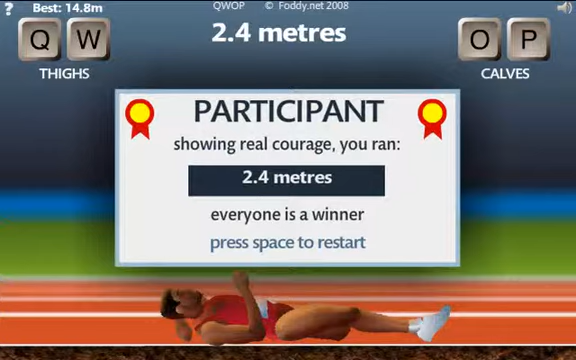 ? Best: 14.8m QWOP © Foddy.net 2008
2.4 metres
Q W O P
THIGHS CALVES
PARTICIPANT
showing real courage, you ran:
2.4 metres
everyone is a winner
press space to restart